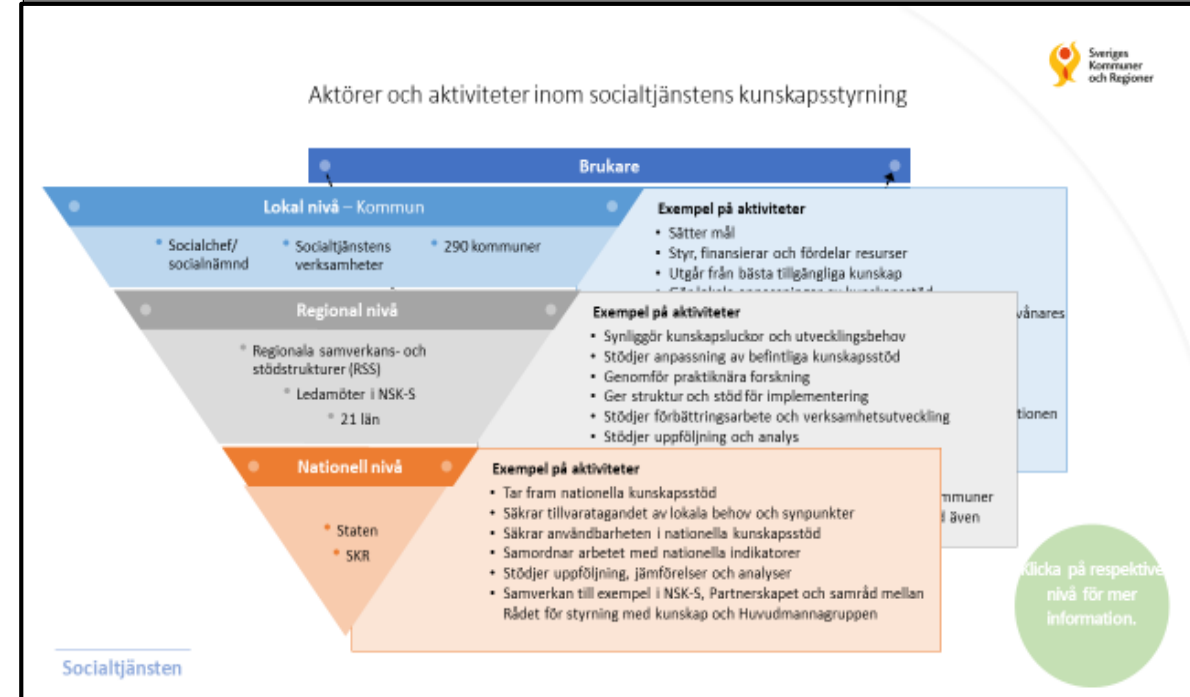 Sveriges
Kommuner
och Regioner
Aktörer och aktiviteter inom socialtjänstens kunskapsstyrning
Brukare
Lokal nivå – Kommun
• Socialchef/
socialnämnd
• Socialtjänstens
verksamheter
• 290 kommuner
Exempel på aktiviteter
• Sätter mål
• Styr, finansierar och fördelar resurser
• Utgår från bästa tillgängliga kunskap
vånares
tionen
Regional nivå
• Regionala samverkans- och
stödstrukturer (RSS)
• Ledamöter i NSK-S
• 21 län
Exempel på aktiviteter
• Synliggör kunskapsluckor och utvecklingsbehov
• Stödjer anpassning av befintliga kunskapsstöd
• Genomför praktiknära forskning
• Ger struktur och stöd för implementering
• Stödjer förbättringsarbete och verksamhetsutveckling
• Stödjer uppföljning och analys
mmuner
även
Nationell nivå
• Staten
• SKR
Exempel på aktiviteter
• Tar fram nationella kunskapsstöd
• Säkrar tillvaratagandet av lokala behov och synpunkter
• Säkrar användbarheten i nationella kunskapsstöd
• Samordnar arbetet med nationella indikatorer
• Stödjer uppföljning, jämförelser och analyser
• Samverkan till exempel i NSK-S, Partnerskapet och samråd mellan
Rådet för styrning med kunskap och Huvudmannagruppen
Klicka på respektive
nivå för mer
information.
Socialtjänsten